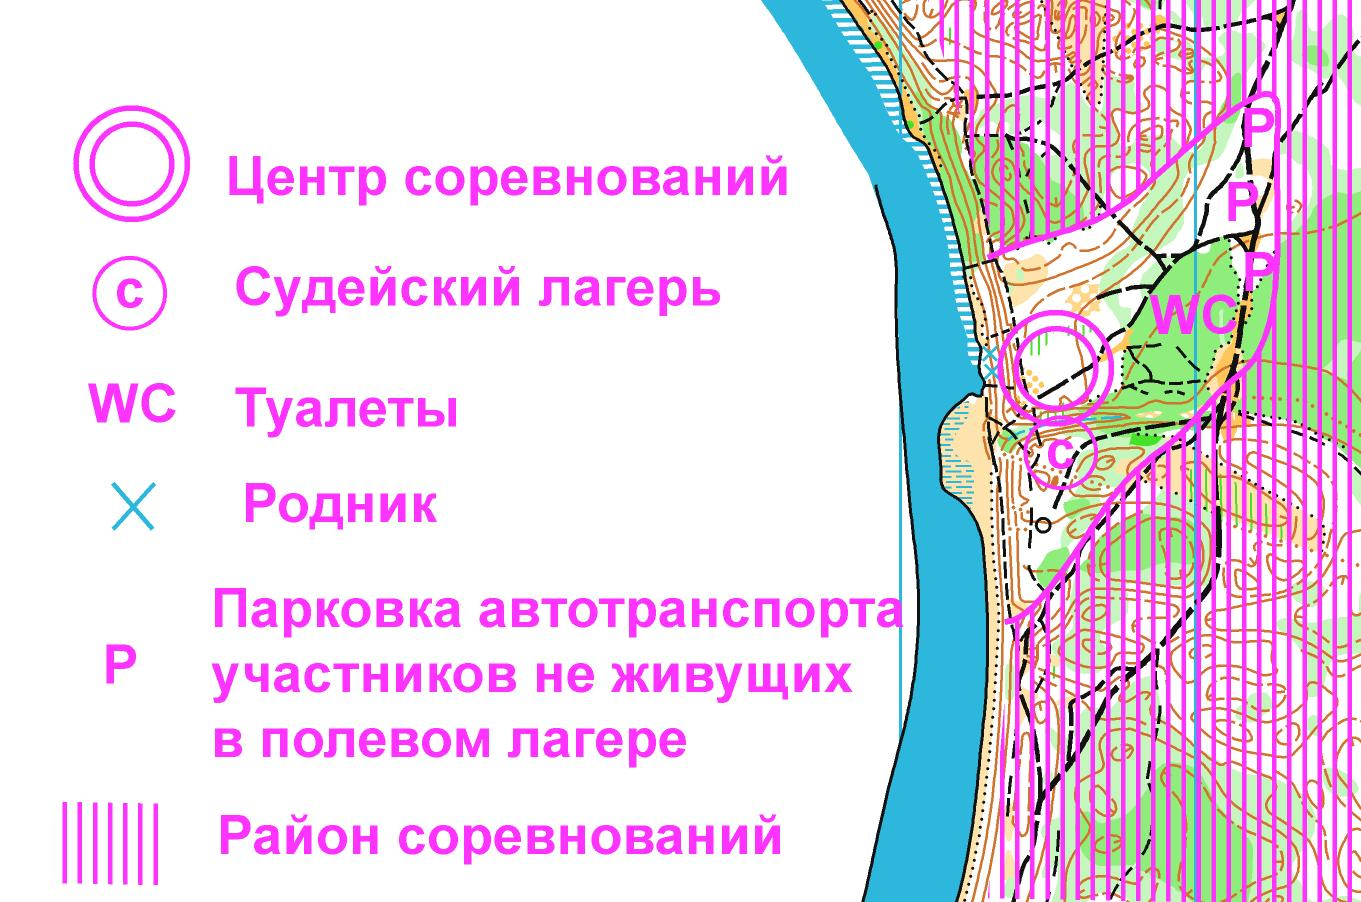 Центр соревнований
с Судейский лагерь
WC Туалеты
Родник
Парковка автотранспорта
P участников не живущих
в полевом лагере
Район соревнований
P
P
P
WC
с